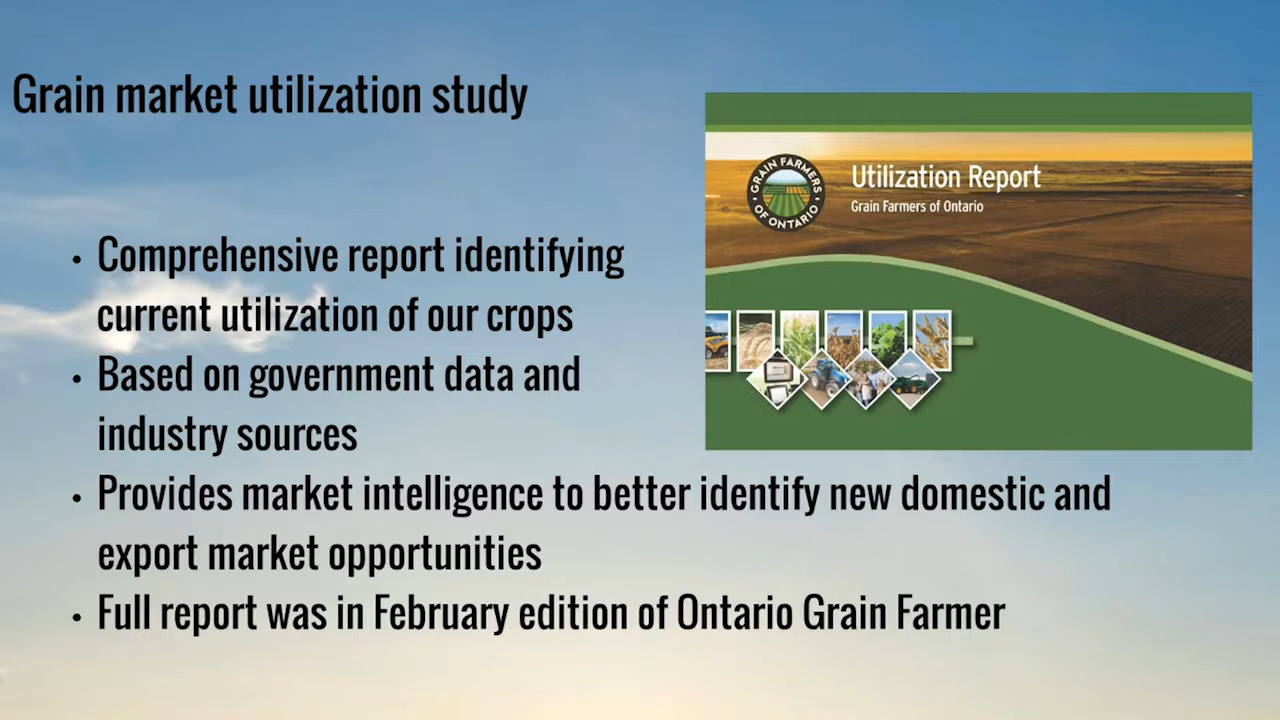 Grain market utilization study
• Comprehensive report identifying
current utilization of our crops
• Based on government data and
industry sources
• Provides market intelligence to better identify new domestic and
export market opportunities
• Full report was in February edition of Ontario Grain Farmer
GRAIN FARMERS
OF ONTARIO
Utilization Report
Grain Farmers of Ontario